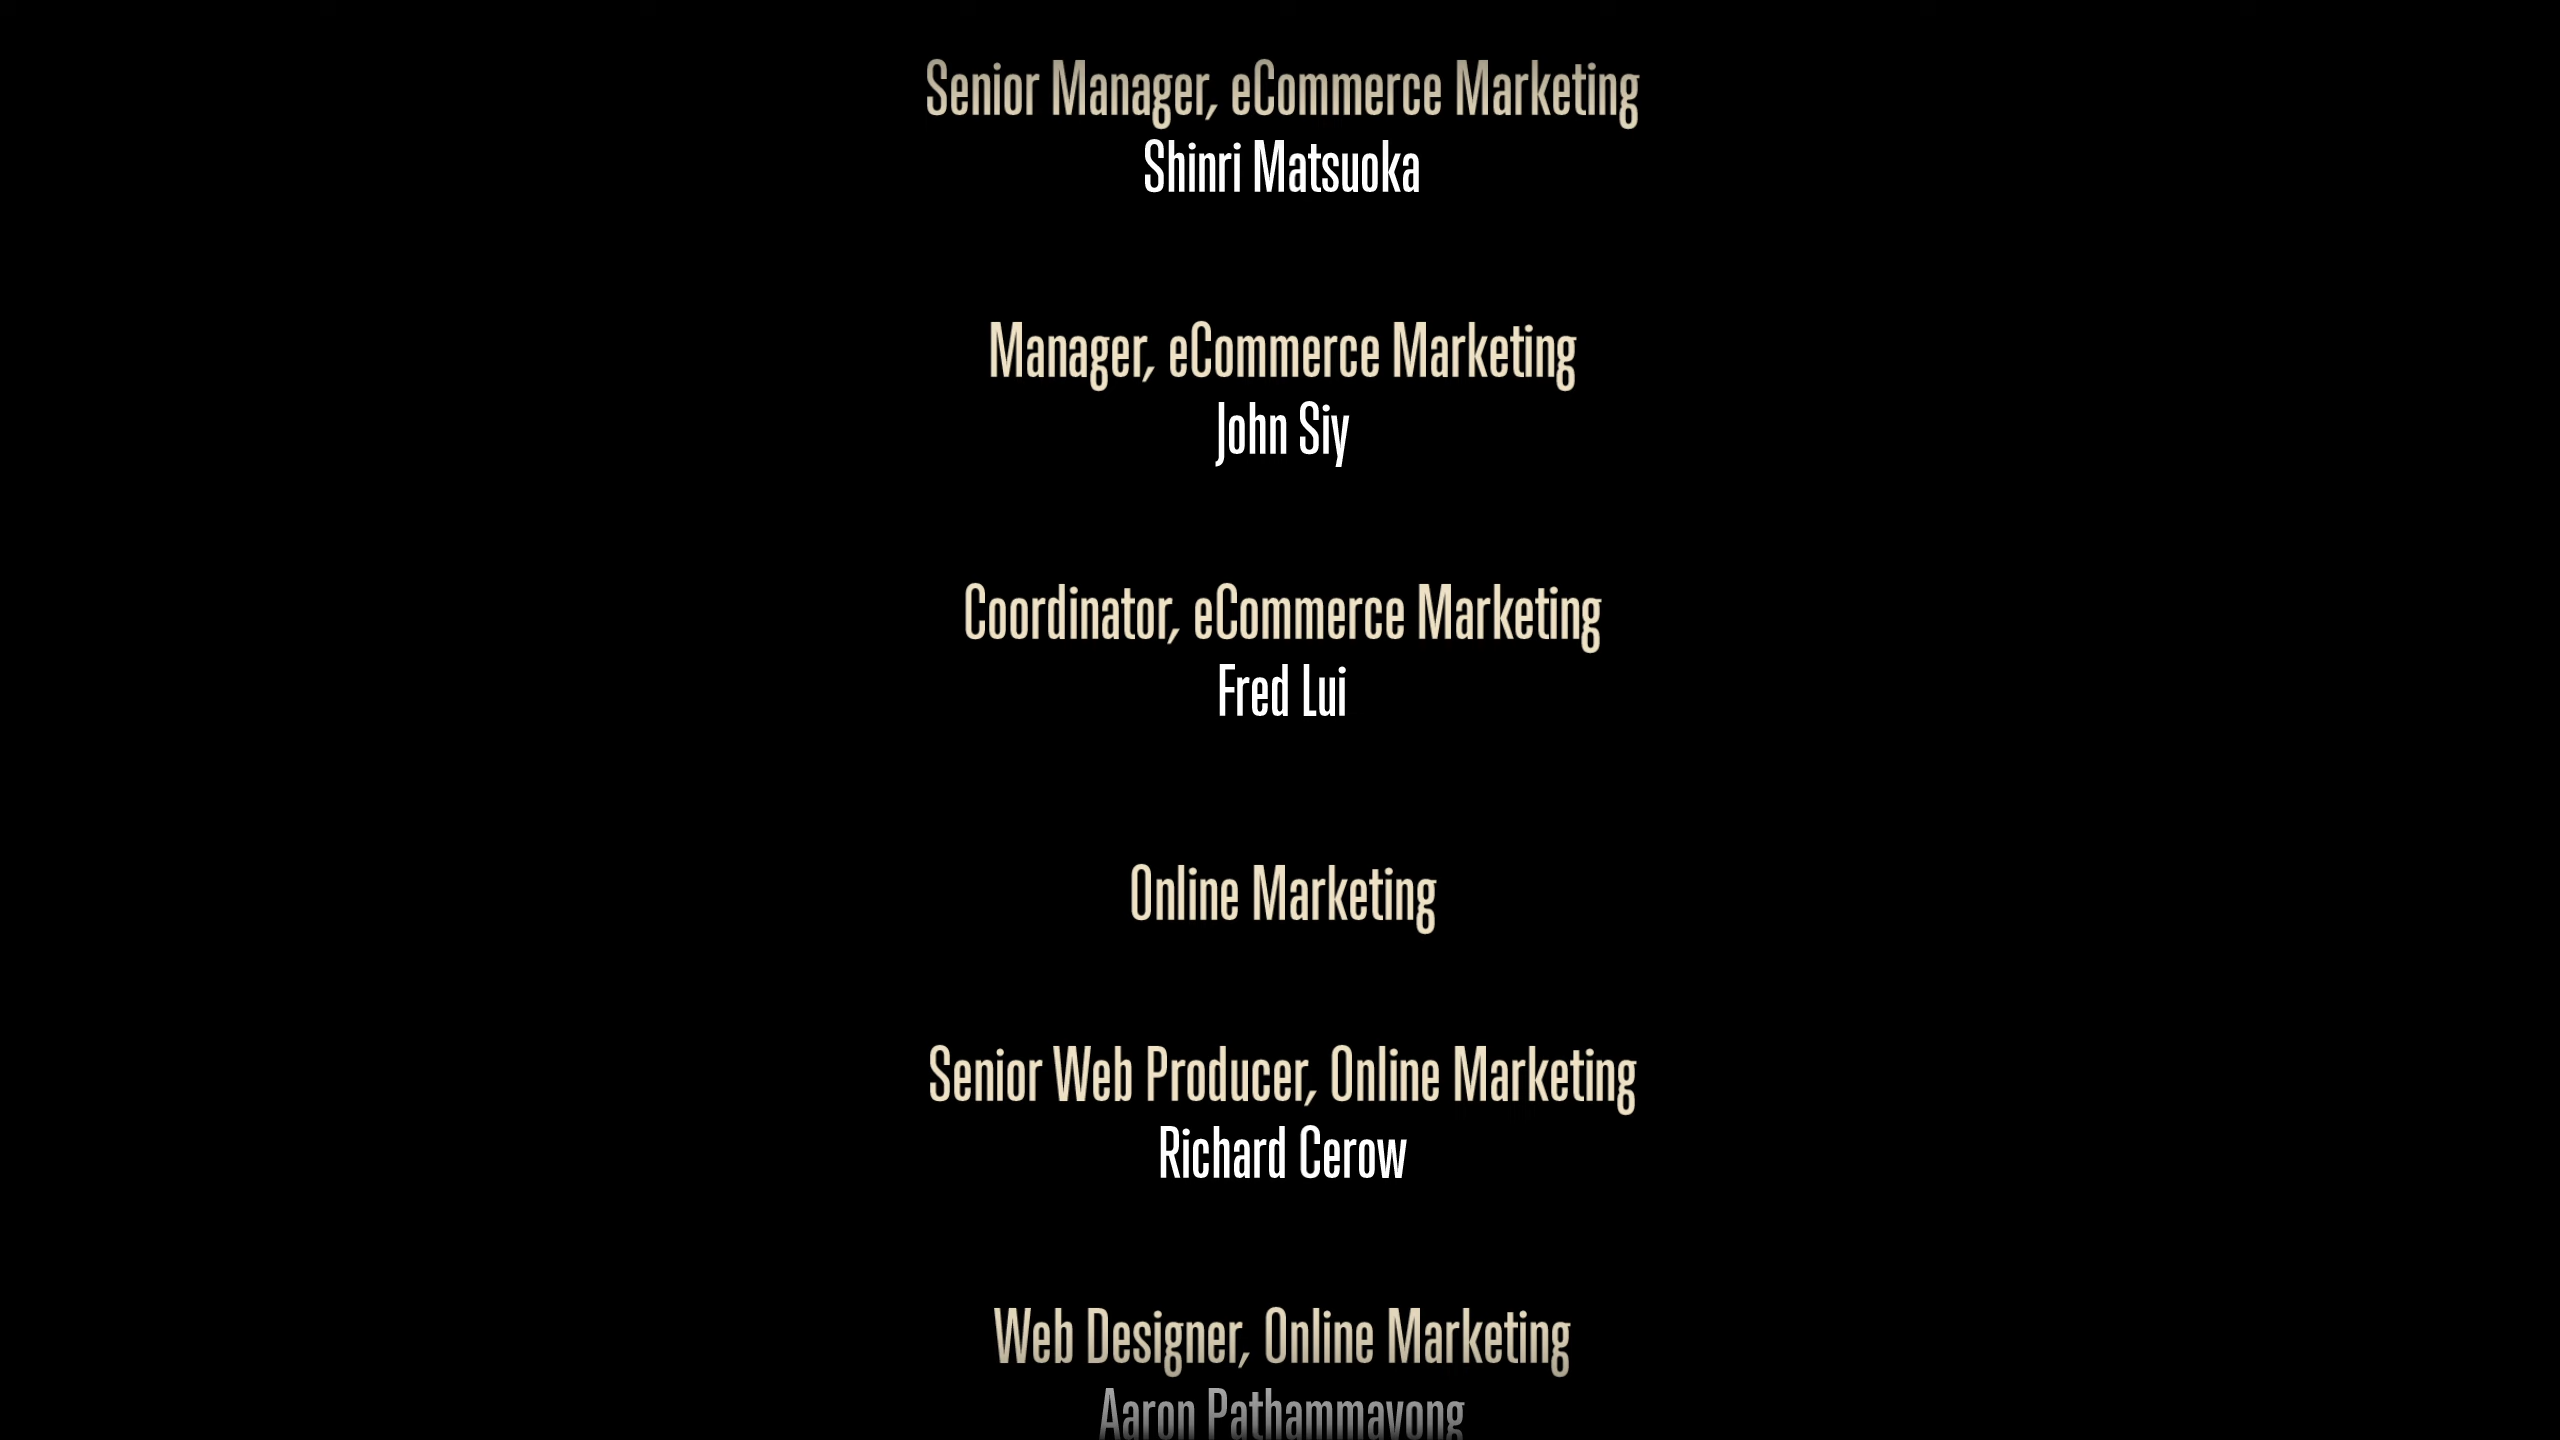 Senior Manager, eCommerce Marketing
Shinri Matsuoka
Manager, eCommerce Marketing
John Siy
Coordinator, eCommerce Marketing
Fred Lui
Online Marketing
Senior Web Producer, Online Marketing
Richard Cerow
Web Designer, Online Marketing
Aaron Pathammavong